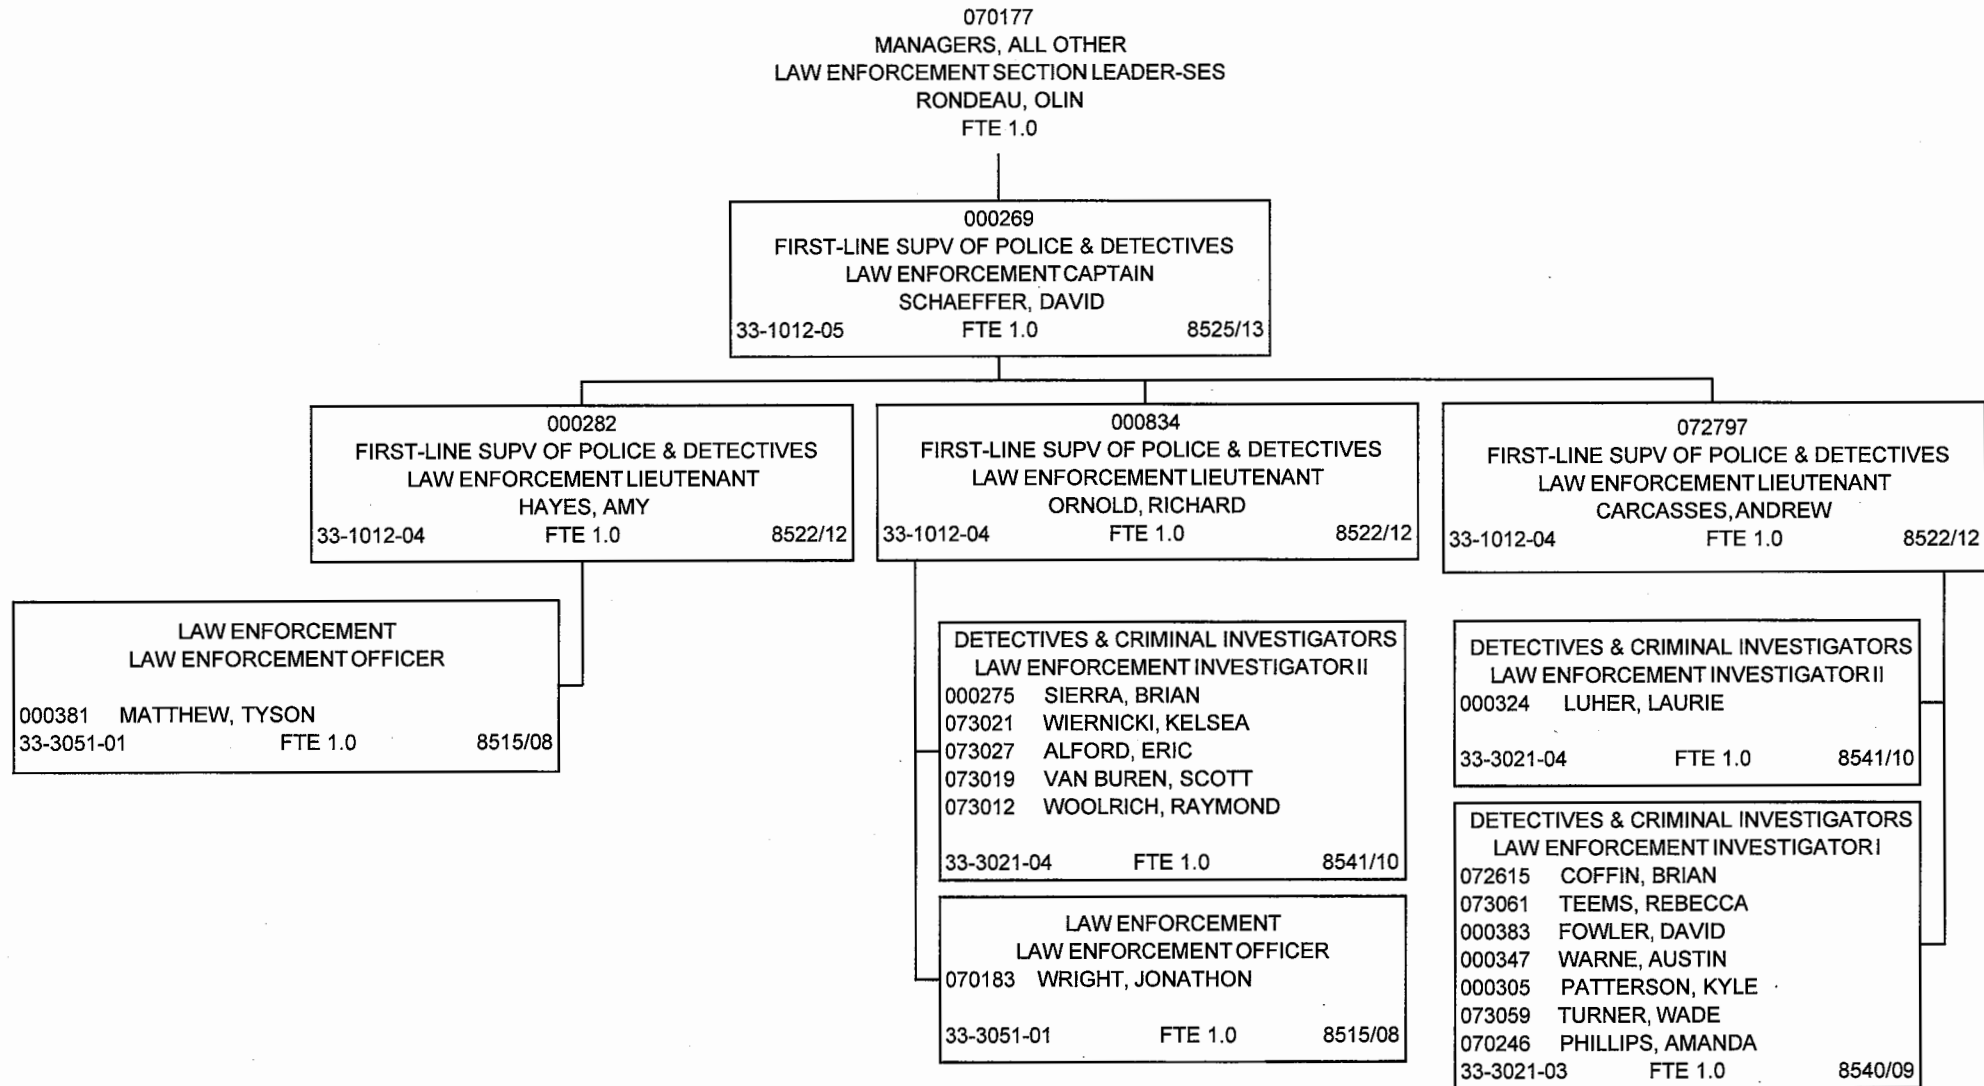 070177
MANAGERS, ALL OTHER
LAW ENFORCEMENT SECTION LEADER-SES
RONDEAU, OLIN
FTE 1.0
000269
FIRST-LINE SUPV OF POLICE & DETECTIVES
LAW ENFORCEMENT CAPTAIN
SCHAEFFER, DAVID
33-1012-05 FTE 1.0 8525/13
000282
FIRST-LINE SUPV OF POLICE & DETECTIVES
LAW ENFORCEMENT LIEUTENANT
HAYES, AMY
33-1012-04 FTE 1.0 8522/12
000834
FIRST-LINE SUPV OF POLICE & DETECTIVES
LAW ENFORCEMENT LIEUTENANT
ORNOLD, RICHARD
33-1012-04 FTE 1.0 8522/12
072797
FIRST-LINE SUPV OF POLICE & DETECTIVES
LAW ENFORCEMENT LIEUTENANT
CARCASSES, ANDREW
33-1012-04 FTE 1.0 8522/12
LAW ENFORCEMENT
LAW ENFORCEMENT OFFICER
000381 MATTHEW, TYSON
33-3051-01 FTE 1.0 8515/08
DETECTIVES & CRIMINAL INVESTIGATORS
LAW ENFORCEMENT INVESTIGATOR II
000275 SIERRA, BRIAN
073021 WIERNICKI, KELSEA
073027 ALFORD, ERIC
073019 VAN BUREN, SCOTT
073012 WOOLRICH, RAYMOND
33-3021-04 FTE 1.0 8541/10
LAW ENFORCEMENT
LAW ENFORCEMENT OFFICER
070183 WRIGHT, JONATHON
33-3051-01 FTE 1.0 8515/08
DETECTIVES & CRIMINAL INVESTIGATORS
LAW ENFORCEMENT INVESTIGATOR II
000324 LUHER, LAURIE
33-3021-04 FTE 1.0 8541/10
DETECTIVES & CRIMINAL INVESTIGATORS
LAW ENFORCEMENT INVESTIGATOR I
072615 COFFIN, BRIAN
073061 TEEMS, REBECCA
000383 FOWLER, DAVID
000347 WARNE, AUSTIN
000305 PATTERSON, KYLE
073059 TURNER, WADE
070246 PHILLIPS, AMANDA
33-3021-03 FTE 1.0 8540/09